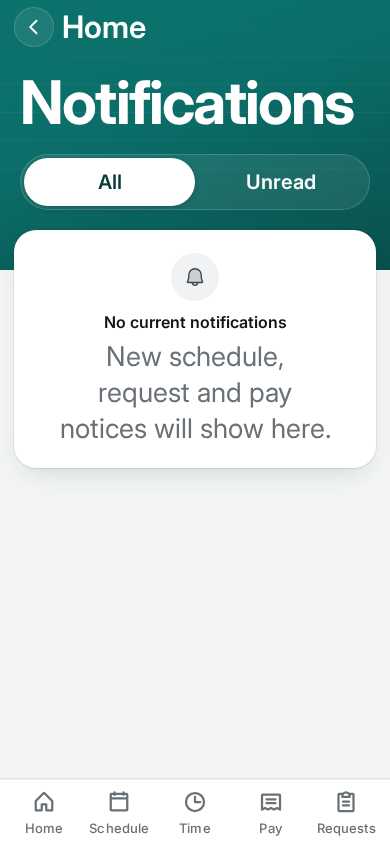 Home
Notifications
All
Unread
No current notifications
New schedule,
request and pay
notices will show here.
Home
Schedule
Time
Pay
Requests